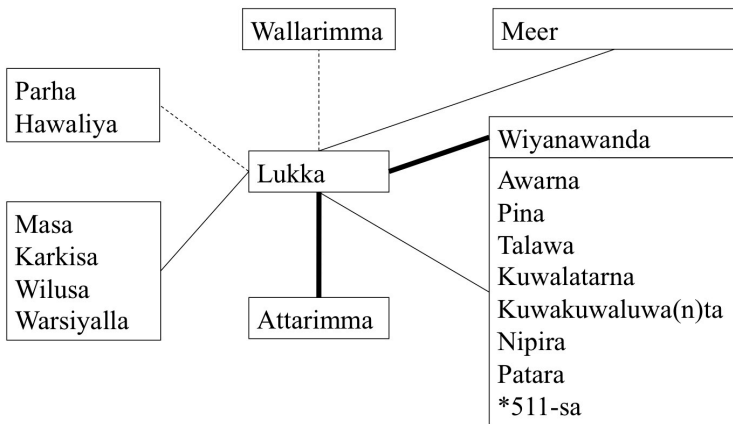 Wallarimma
Meer
Parha
Hawaliya
Lukka
Wiyanawanda
Awarna
Pina
Talawa
Kuwalatarna
Kuwakuwaluwa(n)ta
Nipira
Patara
*511-sa
Masa
Karkisa
Wilusa
Warsiyalla
Attarimma